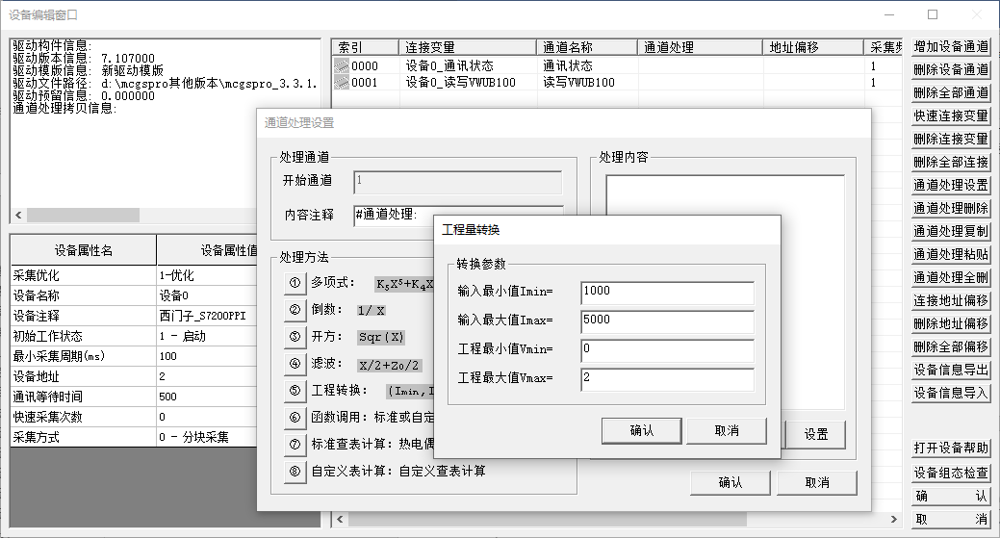 设备编辑窗口
驱动构件信息:
驱动版本信息: 7.107000
驱动模版信息: 新驱动模版
驱动文件路径: d:\mcgspro其他版本\mcgspro_3.3.1.
驱动预留信息: 0.000000
通道处理拷贝信息:
索引 连接变量 通道名称 通道处理 地址偏移 采集频
0000 设备0_通讯状态 通讯状态 1
0001 设备0_读写VWUB100 读写VWUB100 1
设备属性名 设备属性值
采集优化 1-优化
设备名称 设备0
设备注释 西门子_S7200PPI
初始工作状态 1 - 启动
最小采集周期(ms) 100
设备地址 2
通讯等待时间 500
快速采集次数 0
采集方式 0 - 分块采集
通道处理设置
处理通道
开始通道 1
内容注释 #通道处理:
处理方法
① 多项式: K5X^5+K4X
② 倒数: 1/ X
③ 开方: Sqr(X)
④ 滤波: X/2+Z0/2
⑤ 工程转换: (Imin,I
⑥ 函数调用: 标准或自定
⑦ 标准查表计算: 热电偶
⑧ 自定义表计算: 自定义查表计算
处理内容
设置
确认 取消
工程量转换
转换参数
输入最小值Imin= 1000
输入最大值Imax= 5000
工程最小值Vmin= 0
工程最大值Vmax= 2
确认 取消
增加设备通道
删除设备通道
删除全部通道
快速连接变量
删除连接变量
删除全部连接
通道处理设置
通道处理删除
通道处理复制
通道处理粘贴
通道处理全删
连接地址偏移
删除地址偏移
删除全部偏移
设备信息导出
设备信息导入
打开设备帮助
设备组态检查
确 认
取 消